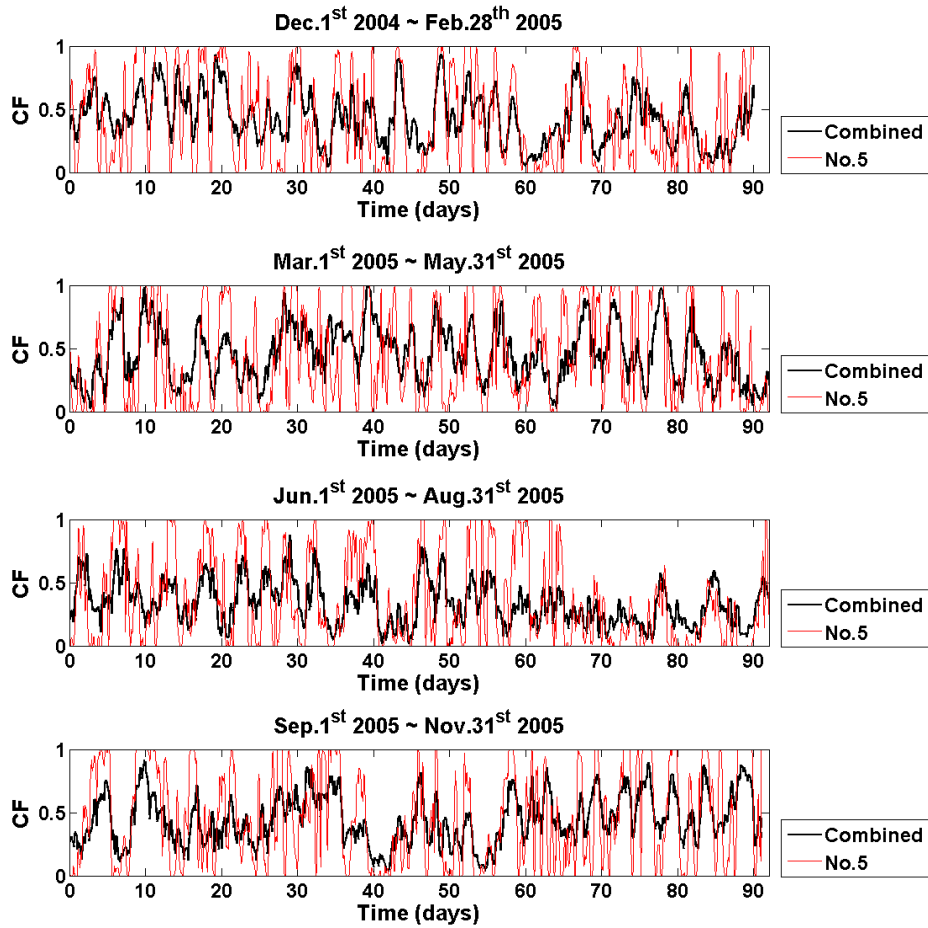 Dec.1st 2004 ~ Feb.28th 2005
1
0.5
0
CF
0 10 20 30 40 50 60 70 80 90
Time (days)
Combined
No.5
Mar.1st 2005 ~ May.31st 2005
1
0.5
0
CF
0 10 20 30 40 50 60 70 80 90
Time (days)
Combined
No.5
Jun.1st 2005 ~ Aug.31st 2005
1
0.5
0
CF
0 10 20 30 40 50 60 70 80 90
Time (days)
Combined
No.5
Sep.1st 2005 ~ Nov.31st 2005
1
0.5
0
CF
0 10 20 30 40 50 60 70 80 90
Time (days)
Combined
No.5